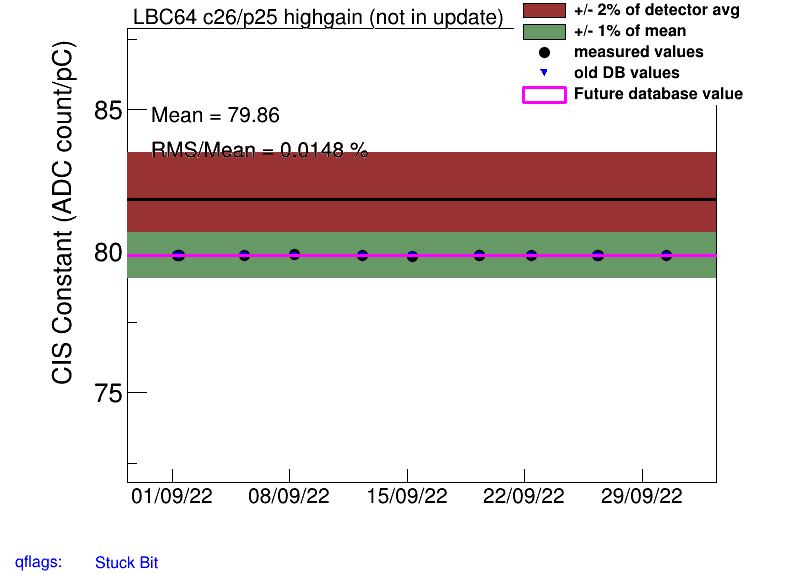 LBC64 c26/p25 highgain (not in update)
+/- 2% of detector avg
+/- 1% of mean
measured values
old DB values
Future database value
CIS Constant (ADC count/pC)
85
80
75
Mean = 79.86
RMS/Mean = 0.0148 %
01/09/22 08/09/22 15/09/22 22/09/22 29/09/22
qflags: Stuck Bit